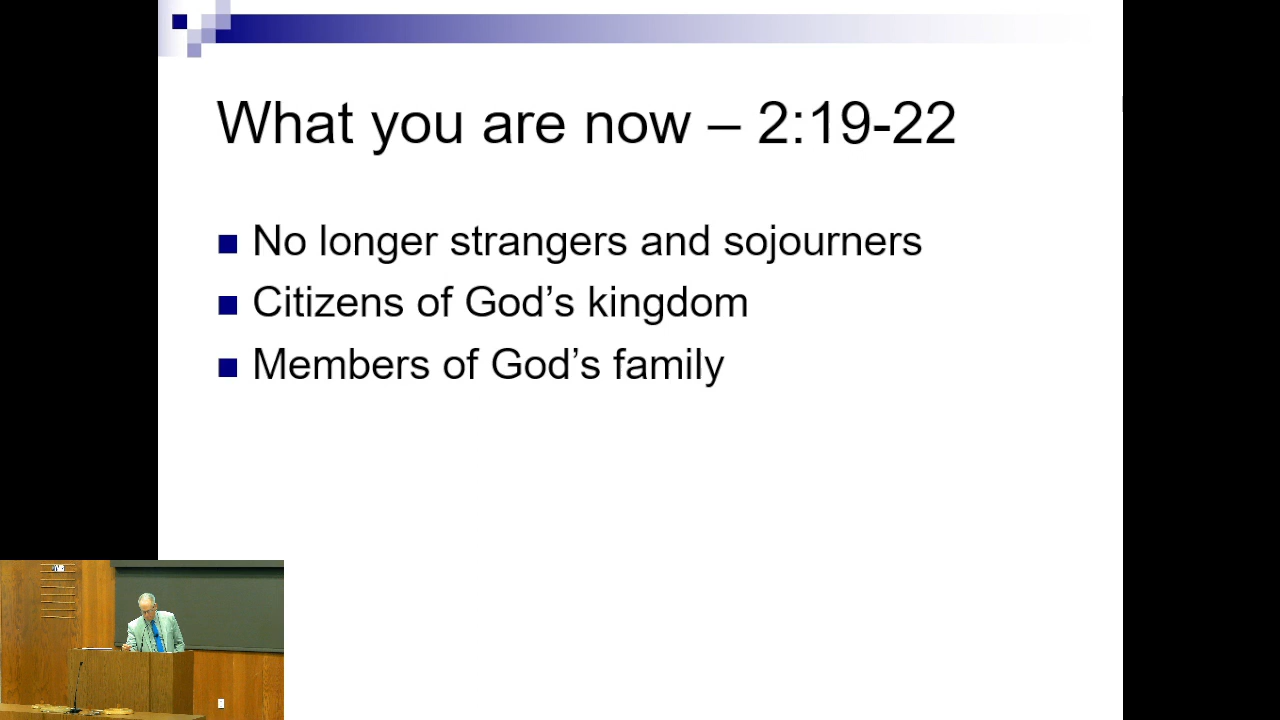 What you are now – 2:19-22
No longer strangers and sojourners
Citizens of God’s kingdom
Members of God’s family